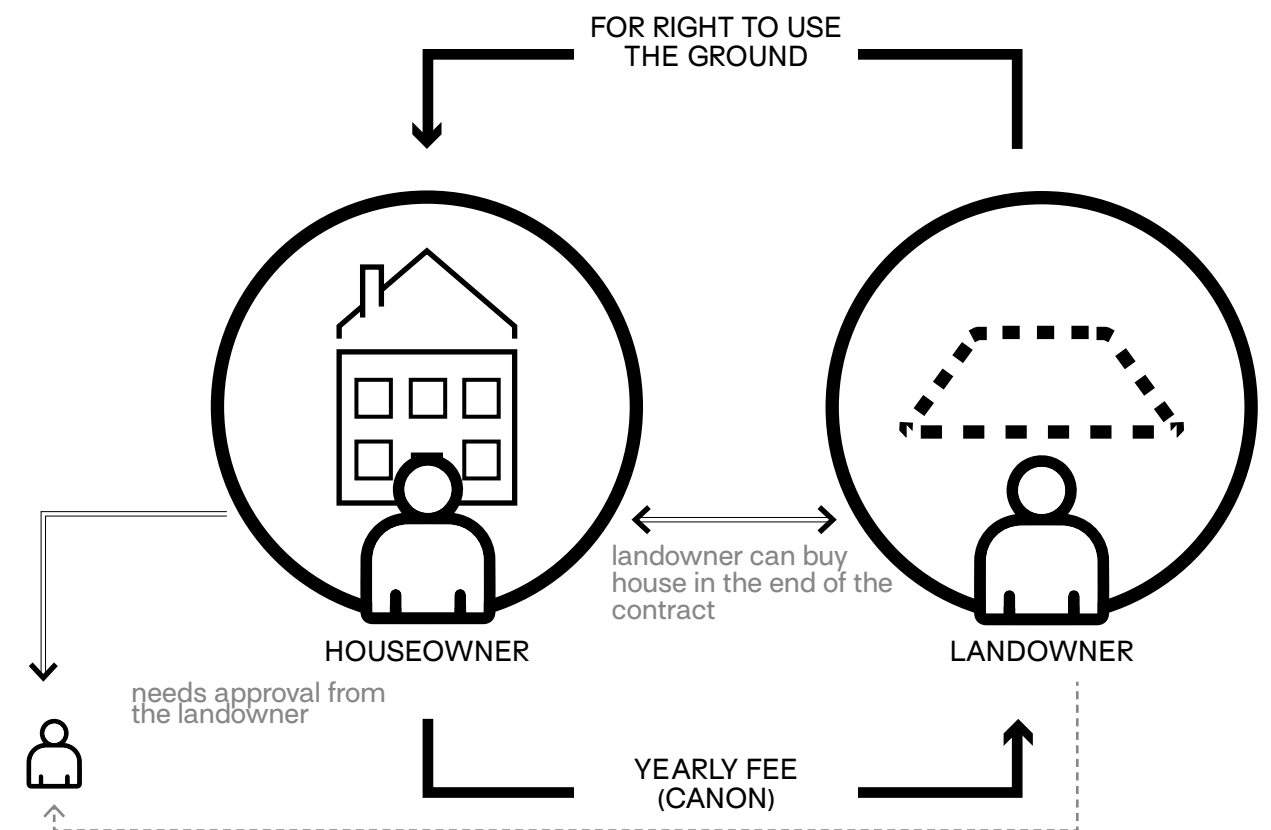 FOR RIGHT TO USE
THE GROUND
landowner can buy
house in the end of the
contract
HOUSEOWNER
LANDOWNER
needs approval from
the landowner
YEARLY FEE
(CANON)